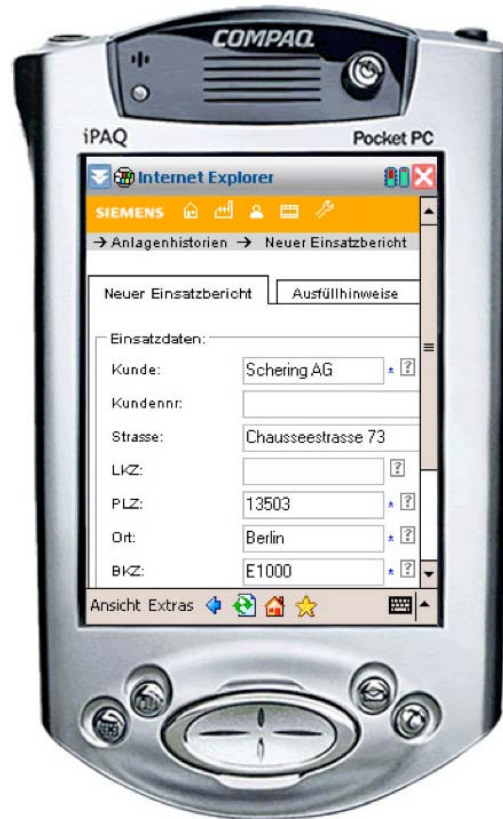 COMPAQ
iPAQ Pocket PC
Internet Explorer
SIEMENS
→ Anlagenhistorien → Neuer Einsatzbericht
Neuer Einsatzbericht Ausfüllhinweise
Einsatzdaten:
Kunde: Schering AG * ?
Kundennr:
Strasse: Chausseestrasse 73
LKZ: ?
PLZ: 13503 * ?
Ort: Berlin * ?
BKZ: E1000 * ?
Ansicht Extras